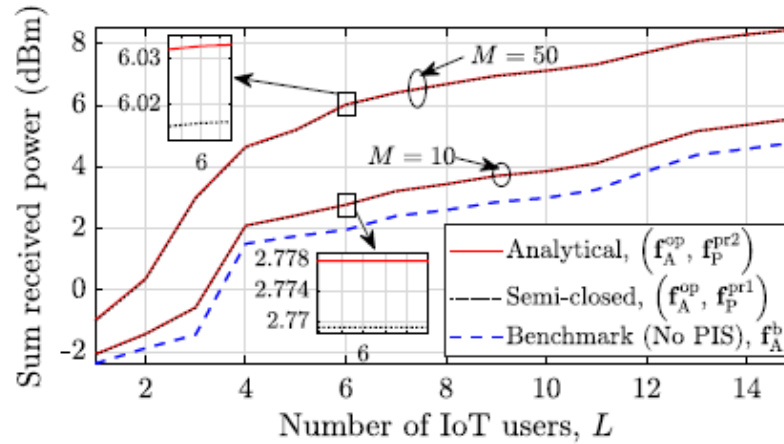 Sum received power (dBm)
8
6
4
2
0
−2
6.03
6.02
6
M = 50
M = 10
2.778
2.774
2.77
6
Analytical, (f_A^op, f_P^pr2)
Semi-closed, (f_A^op, f_P^pr1)
Benchmark (No PIS), f_A^b
2 4 6 8 10 12 14
Number of IoT users, L